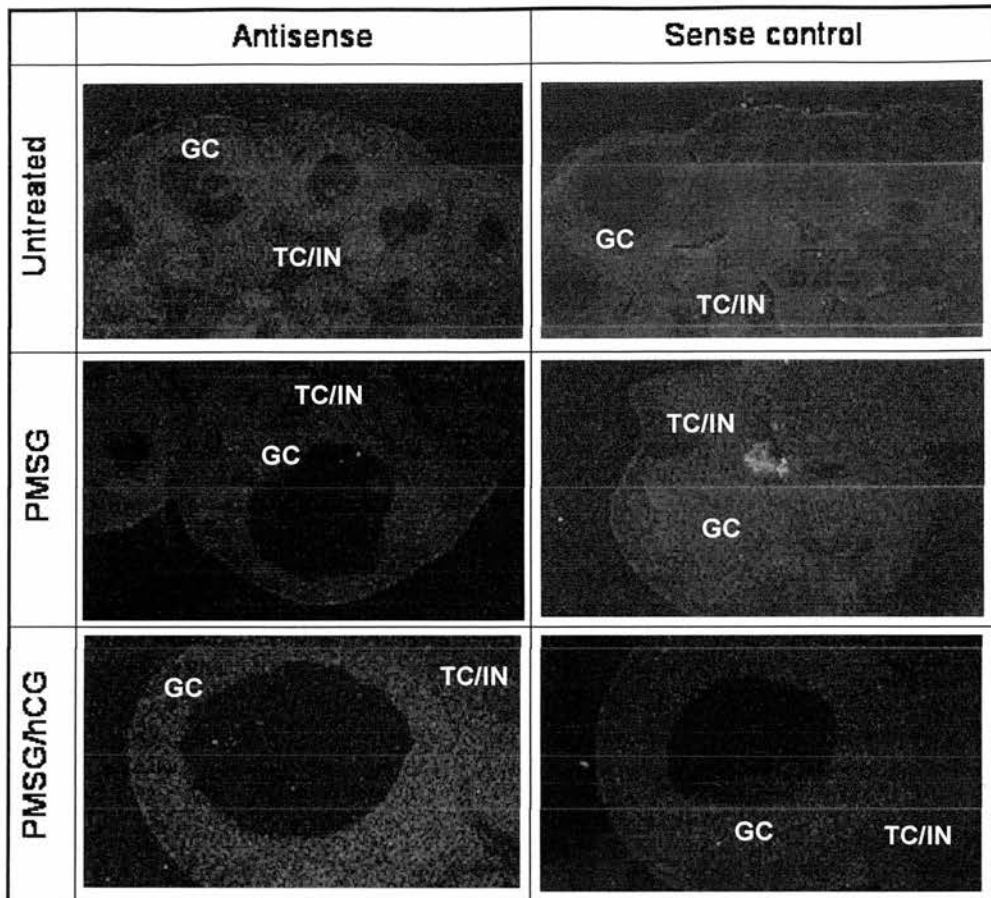 Antisense
Sense control
Untreated
GC
TC/IN
GC
TC/IN
PMSG
TC/IN
GC
TC/IN
GC
PMSG/hCG
GC
TC/IN
GC
TC/IN